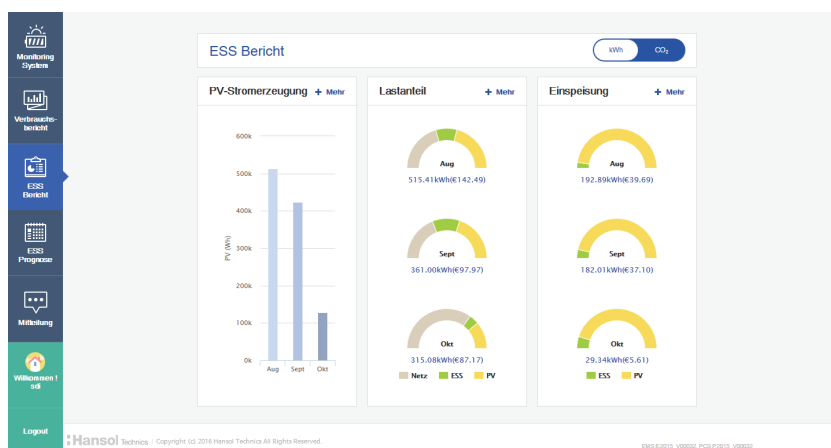 Monitoring
System
Verbrauchs-
bericht
ESS
Bericht
ESS
Prognose
Mitteilung
Willkommen !
sdi
Logout
ESS Bericht
kWh
CO₂
PV-Stromerzeugung + Mehr
600k
500k
400k
300k
200k
100k
0k
PV (Wh)
Aug
Sept
Okt
Lastanteil + Mehr
Aug
515.41kWh(€142.49)
Sept
361.00kWh(€97.97)
Okt
315.08kWh(€87.17)
Netz ESS PV
Einspeisung + Mehr
Aug
192.89kWh(€39.69)
Sept
182.01kWh(€37.10)
Okt
29.34kWh(€5.61)
ESS PV
Hansol Technics Copyright (c) 2016 Hansol Technics All Rights Reserved.